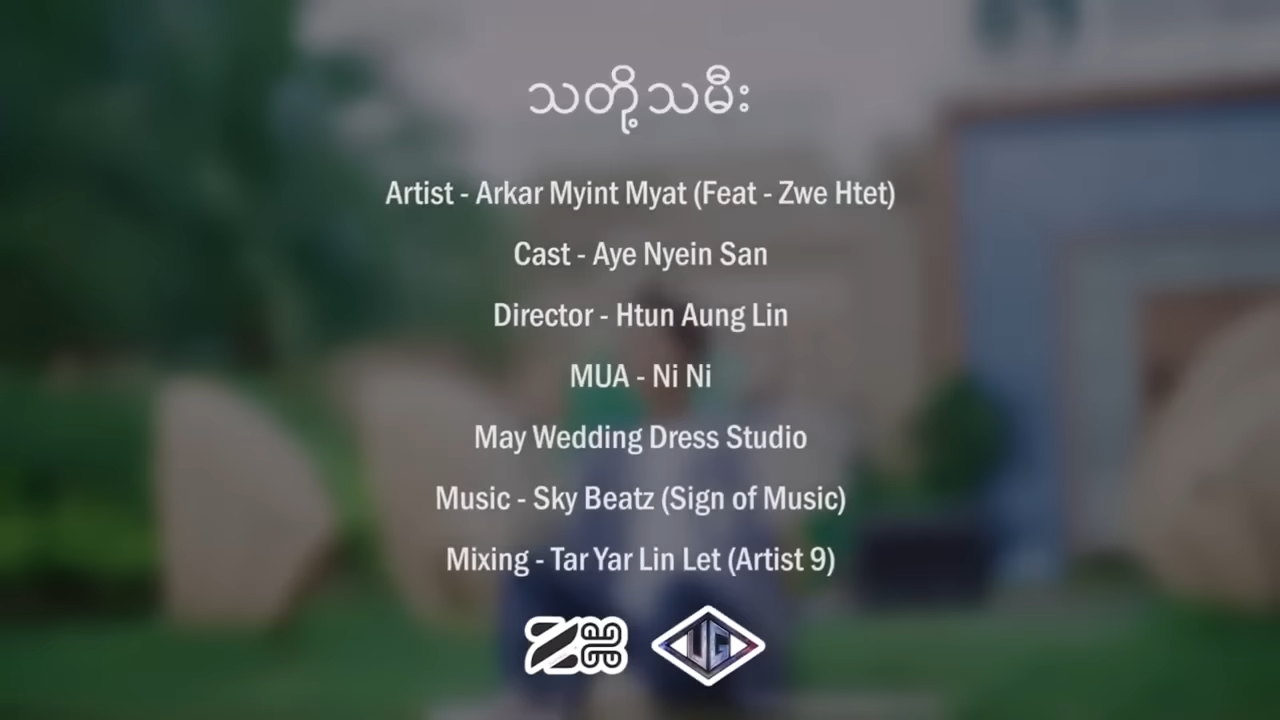 သတို့သမီး
Artist - Arkar Myint Myat (Feat - Zwe Htet)
Cast - Aye Nyein San
Director - Htun Aung Lin
MUA - Ni Ni
May Wedding Dress Studio
Music - Sky Beatz (Sign of Music)
Mixing - Tar Yar Lin Let (Artist 9)
UG